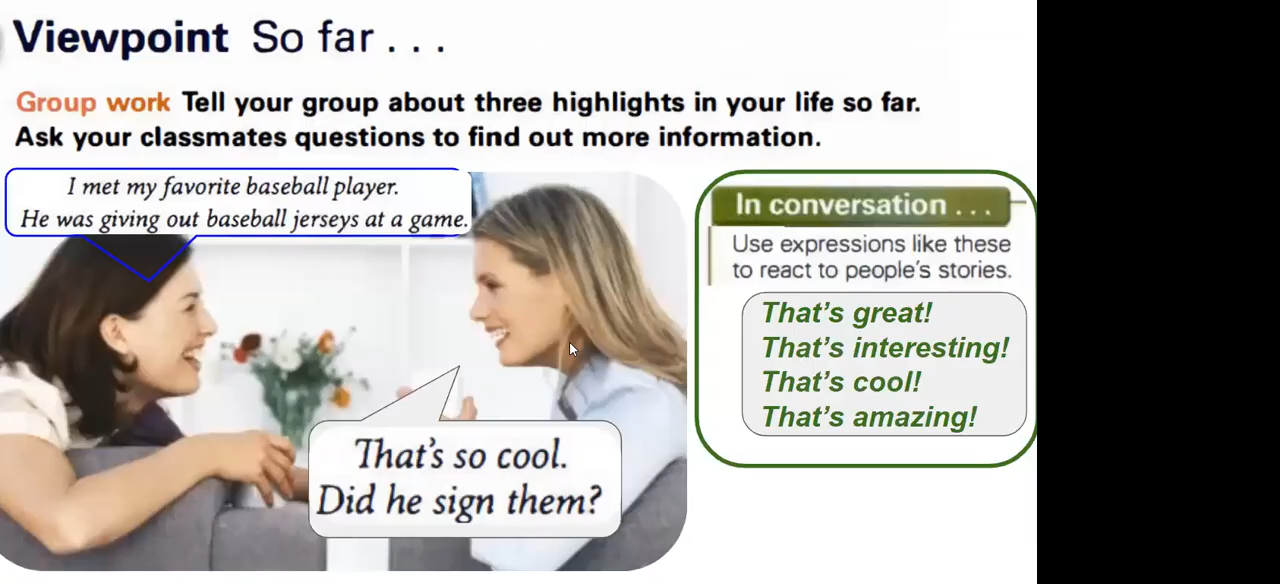 Viewpoint So far . . .
Group work Tell your group about three highlights in your life so far.
Ask your classmates questions to find out more information.
I met my favorite baseball player.
He was giving out baseball jerseys at a game.
That's so cool.
Did he sign them?
In conversation . . .
Use expressions like these
to react to people's stories.
That's great!
That's interesting!
That's cool!
That's amazing!